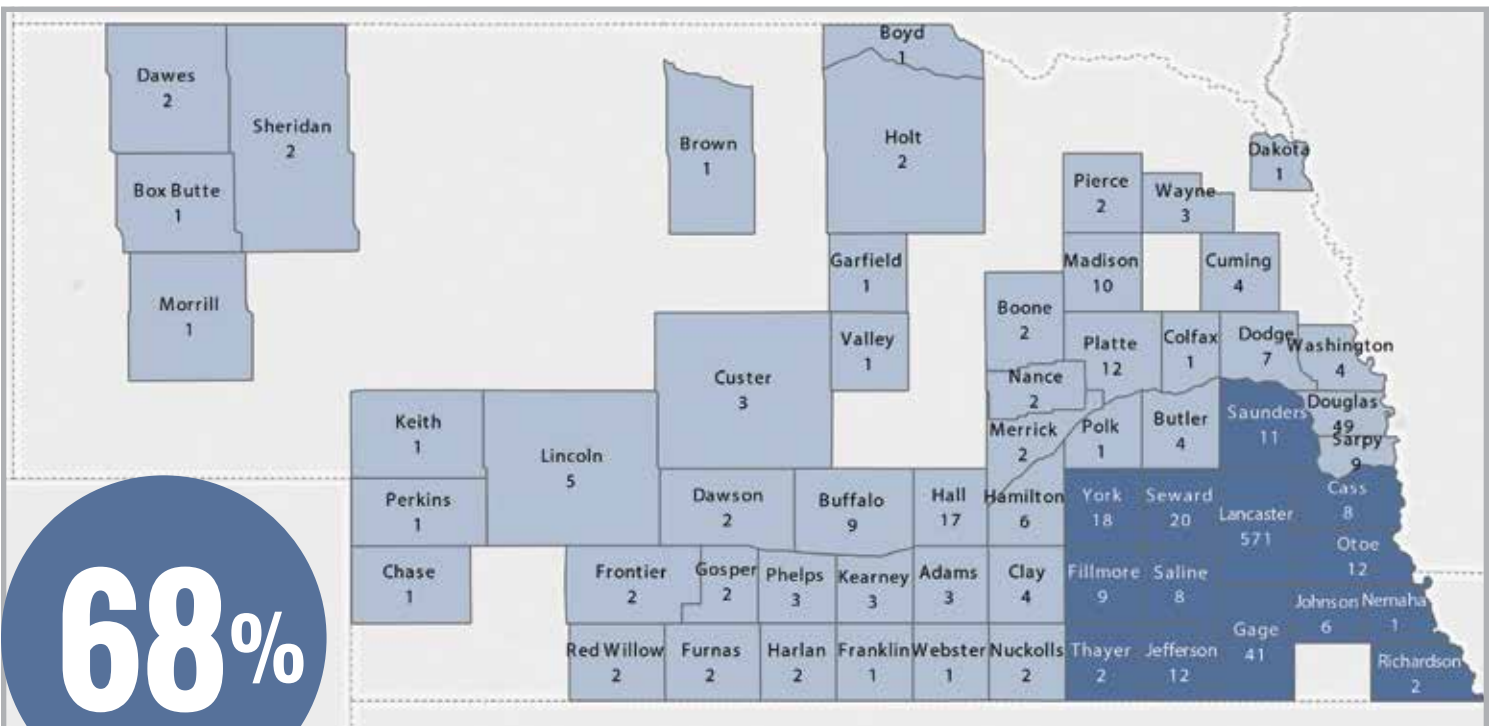 Boyd
1
Dawes
2
Sheridan
2
Brown
1
Holt
2
Dakota
1
Box Butte
1
Pierce
2
Wayne
3
Garfield
1
Madison
10
Cuming
4
Morrill
1
Boone
2
Valley
1
Platte
12
Colfax
1
Dodge
7
Washington
4
Custer
3
Nance
2
Keith
1
Lincoln
5
Merrick
2
Polk
1
Butler
4
Saunders
11
Douglas
49
Sarpy
9
Perkins
1
Dawson
2
Buffalo
9
Hall
17
Hamilton
6
York
18
Seward
20
Lancaster
571
Cass
8
Otoe
12
Chase
1
Frontier
2
Gosper
2
Phelps
3
Kearney
3
Adams
3
Clay
4
Fillmore
9
Saline
8
Johnson
6
Nemaha
1
Gage
41
Red Willow
2
Furnas
2
Harlan
2
Franklin
1
Webster
1
Nuckolls
2
Thayer
2
Jefferson
12
Richardson
2
68%